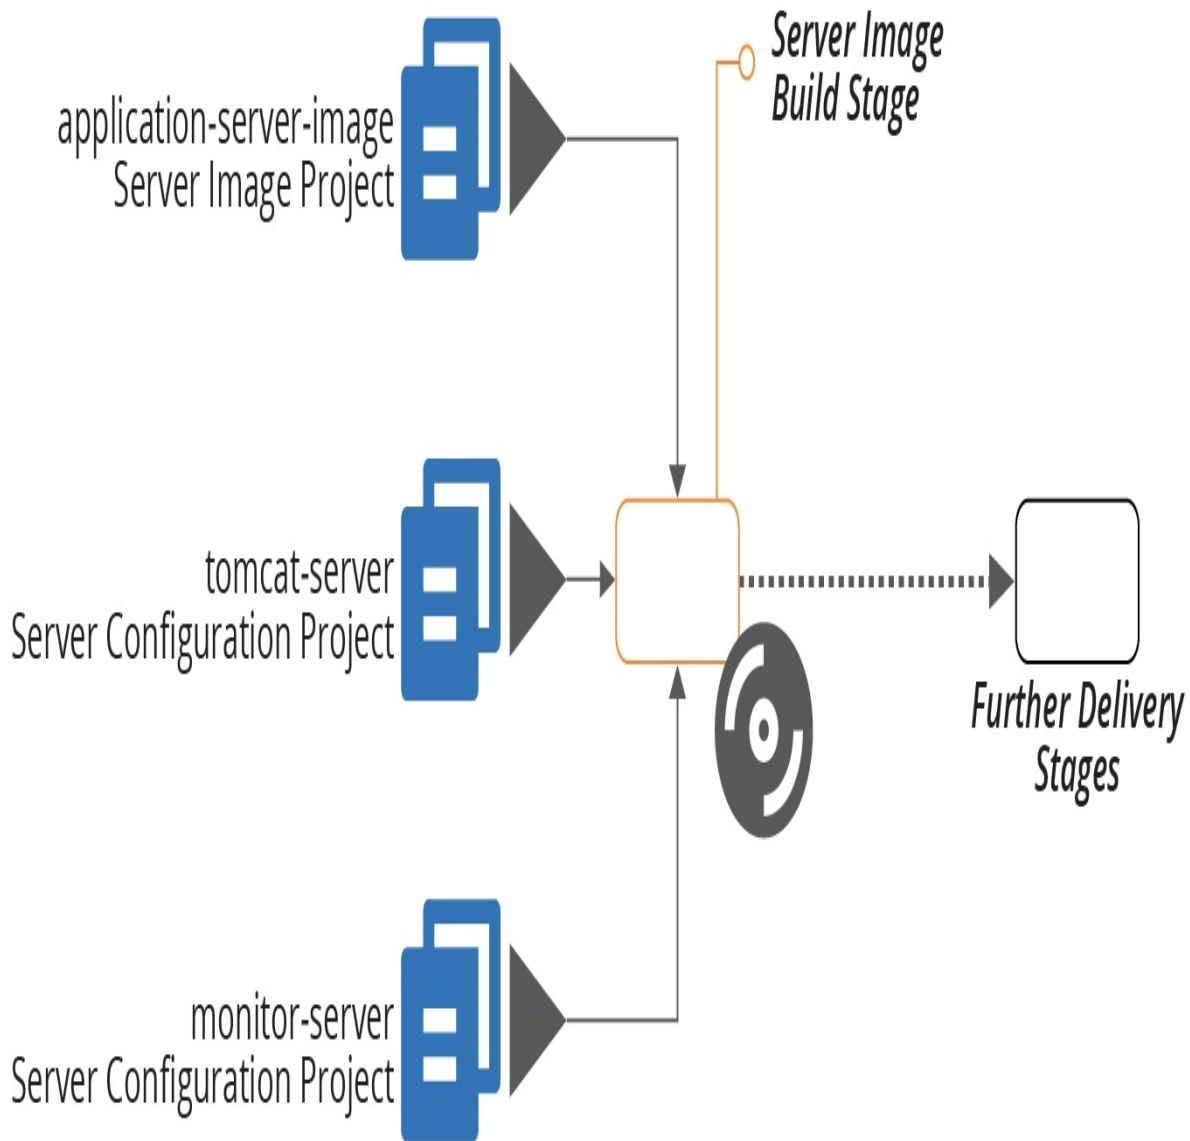 Server Image
Build Stage
application-server-image
Server Image Project
tomcat-server
Server Configuration Project
Further Delivery
Stages
monitor-server
Server Configuration Project